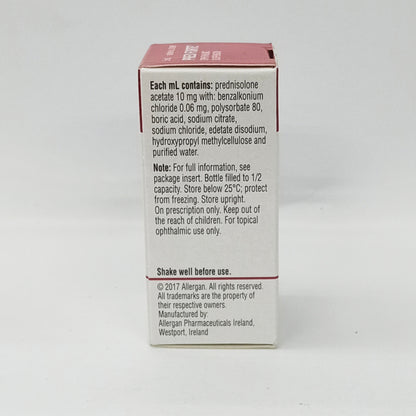 Each mL contains: prednisolone
acetate 10 mg with: benzalkonium
chloride 0.06 mg, polysorbate 80,
boric acid, sodium citrate,
sodium chloride, edetate disodium,
hydroxypropyl methylcellulose and
purified water.
Note: For full information, see
package insert. Bottle filled to 1/2
capacity. Store below 25°C; protect
from freezing. Store upright.
On prescription only. Keep out of
the reach of children. For topical
ophthalmic use only.
Shake well before use.
© 2017 Allergan. All rights reserved.
All trademarks are the property of
their respective owners.
Manufactured by:
Allergan Pharmaceuticals Ireland,
Westport, Ireland